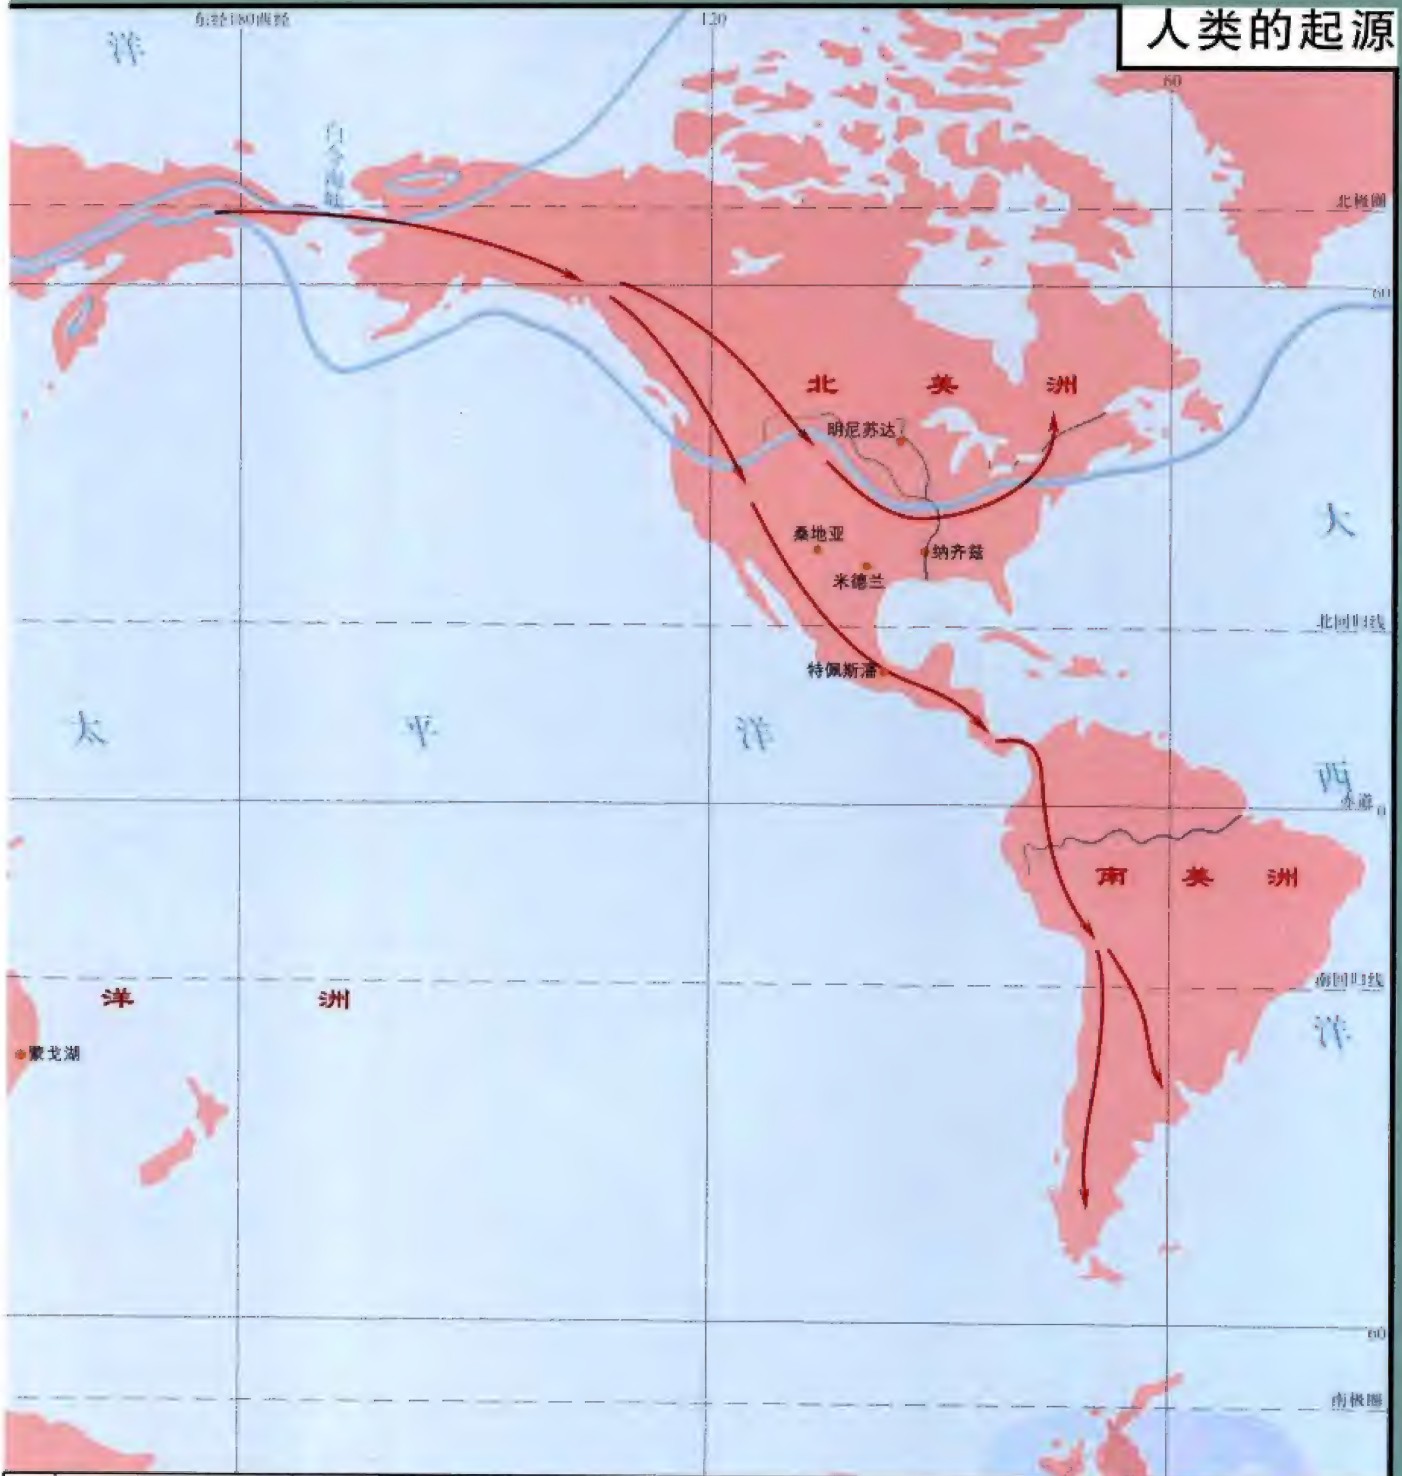 人类的起源
东经180西经
120
60
洋
白令海峡
北极圈
60
北美洲
明尼苏达
大
桑地亚
纳齐兹
米德兰
北回归线
特佩斯潘
太平洋
西
赤道 0
南美洲
南回归线
洋洲
洋
蒙戈湖
60
南极圈